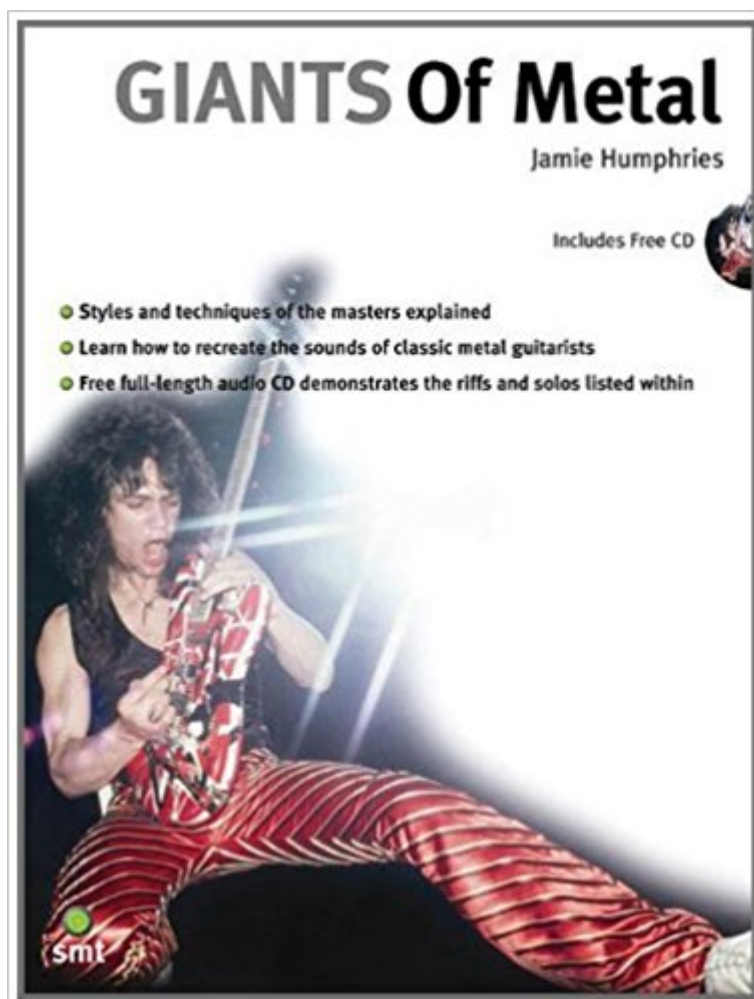 GIANTS Of Metal
Jamie Humphries
Includes Free CD
Styles and techniques of the masters explained
Learn how to recreate the sounds of classic metal guitarists
Free full-length audio CD demonstrates the riffs and solos listed within
smt